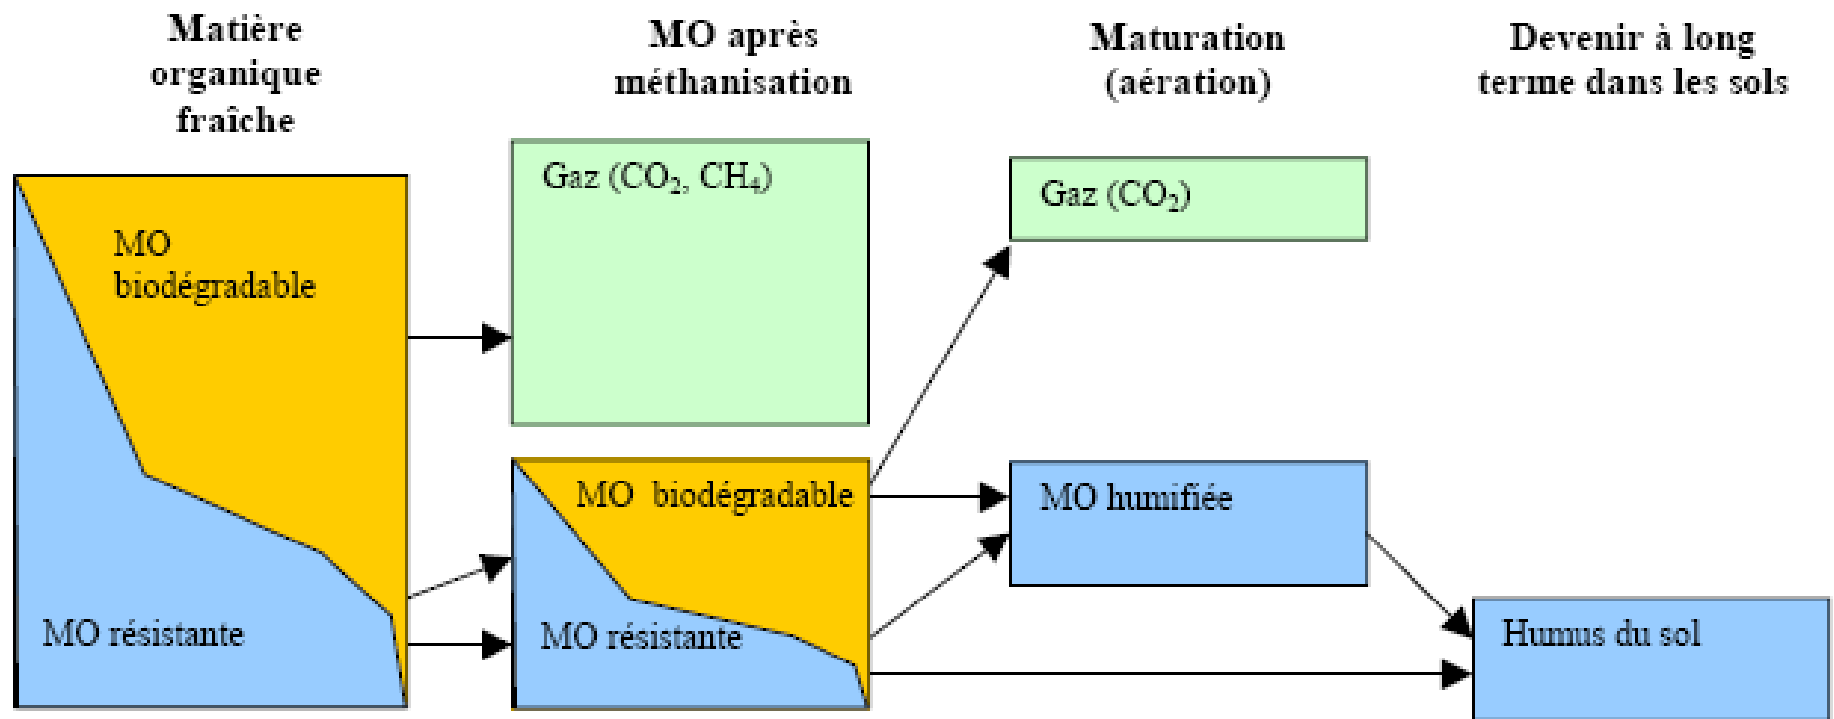 Matière
organique
fraîche
MO après
méthanisation
Maturation
(aération)
Devenir à long
terme dans les sols
MO
biodégradable
MO résistante
Gaz (CO₂, CH₄)
MO biodégradable
MO résistante
Gaz (CO₂)
MO humifiée
Humus du sol